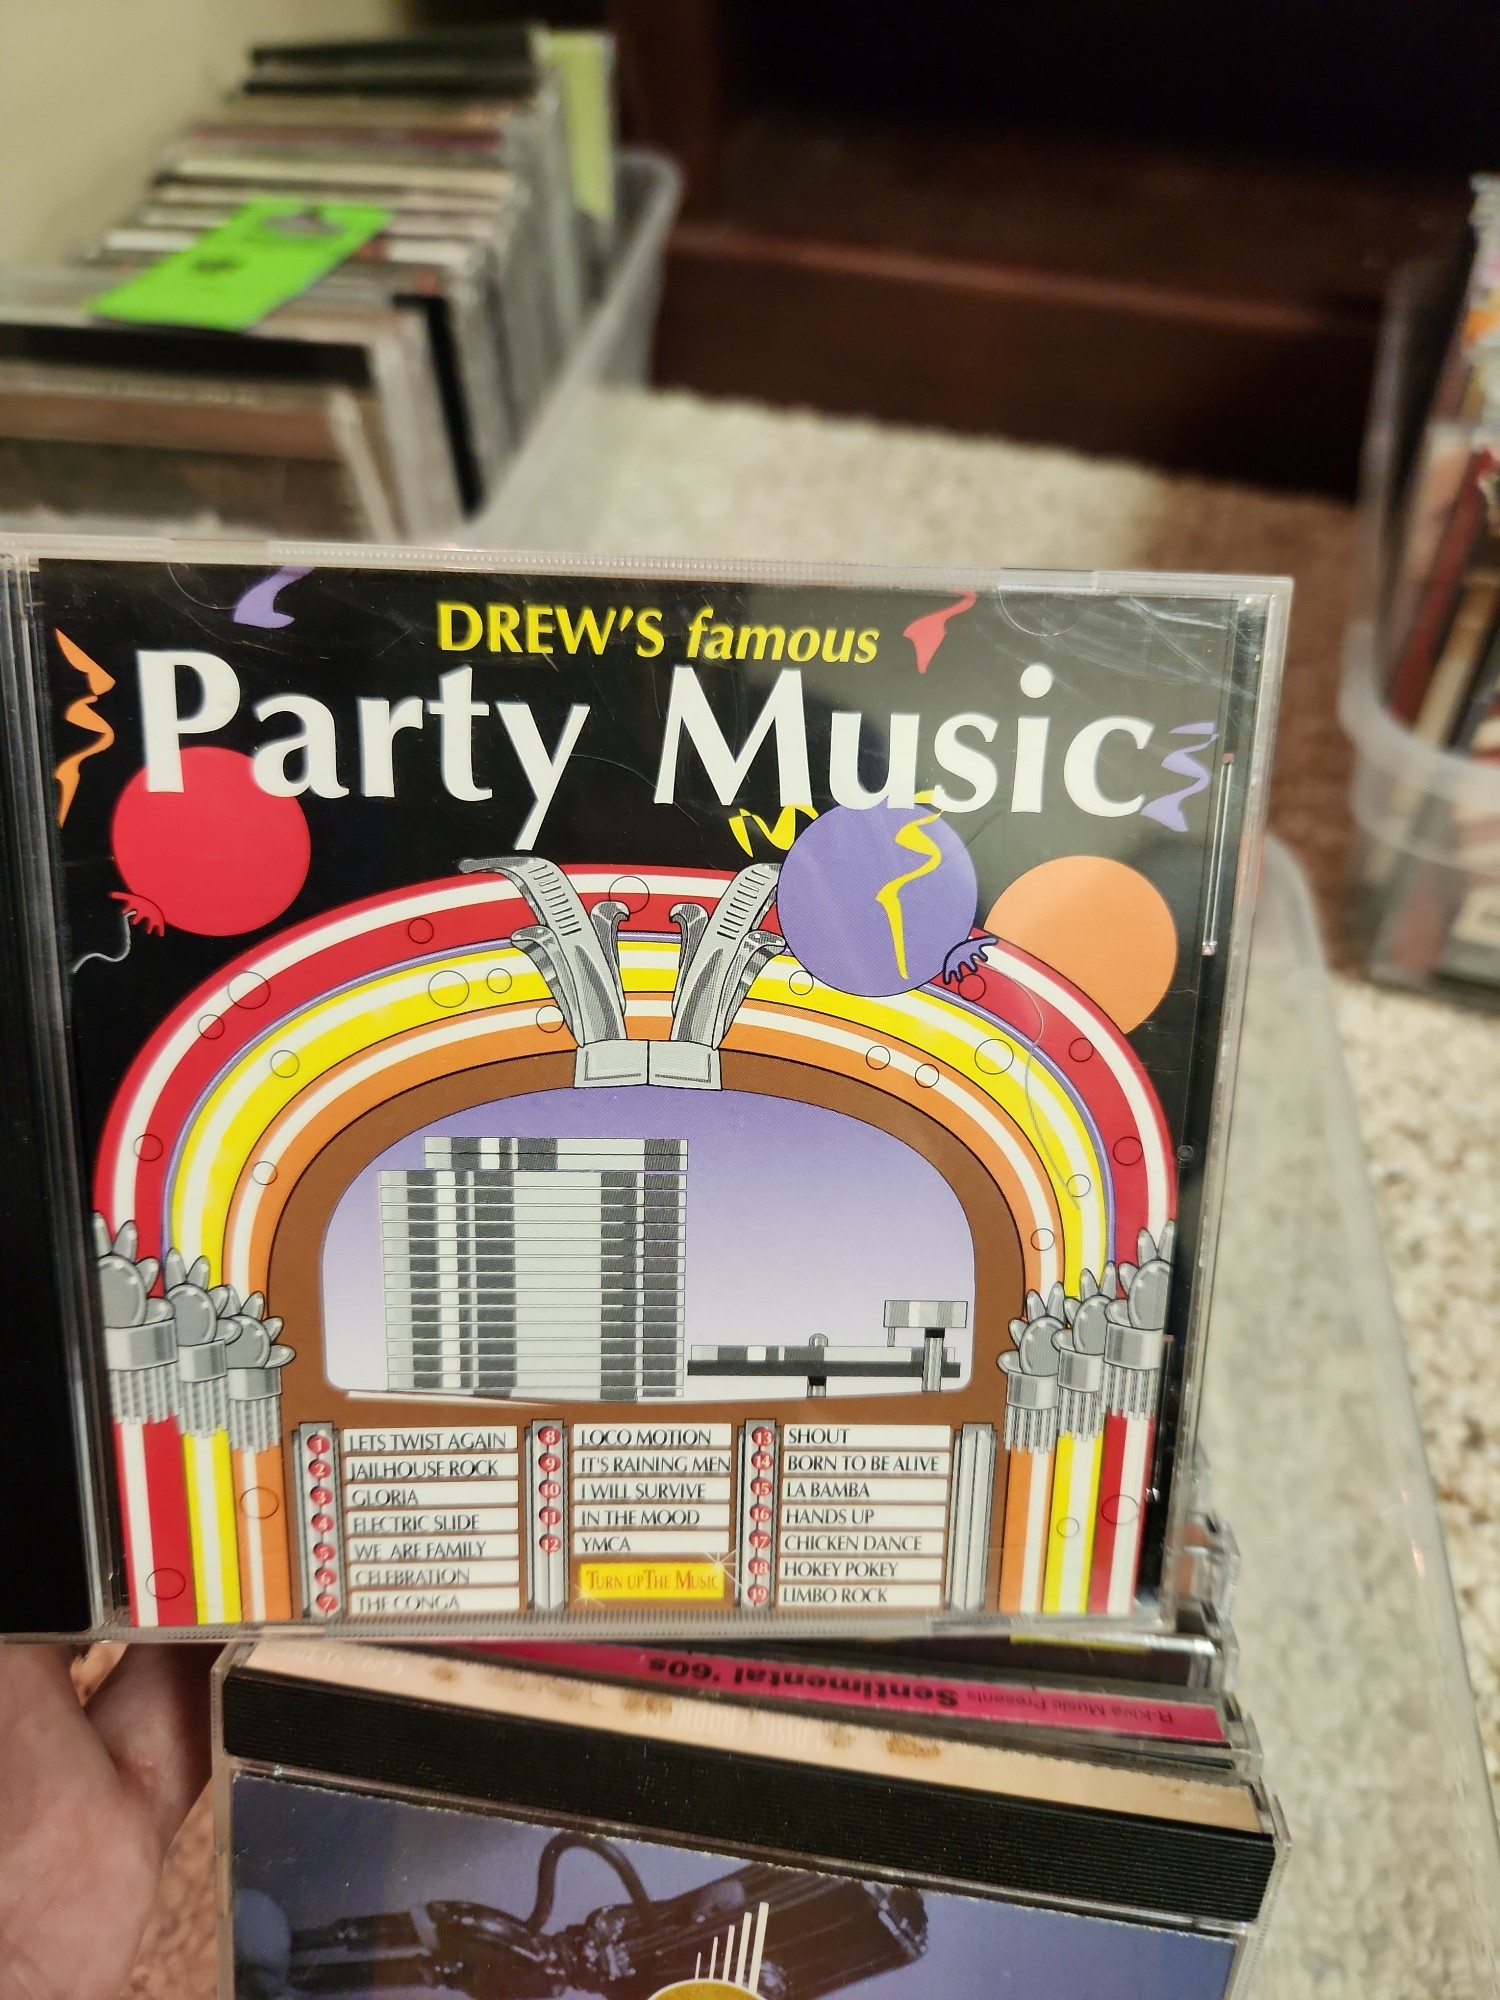 DREW'S famous
Party Music
1 LETS TWIST AGAIN
2 JAILHOUSE ROCK
3 GLORIA
4 ELECTRIC SLIDE
5 WE ARE FAMILY
6 CELEBRATION
7 THE CONGA
8 LOCO MOTION
9 IT'S RAINING MEN
10 I WILL SURVIVE
11 IN THE MOOD
12 YMCA
TURN UP THE MUSIC
13 SHOUT
14 BORN TO BE ALIVE
15 LA BAMBA
16 HANDS UP
17 CHICKEN DANCE
18 HOKEY POKEY
19 LIMBO ROCK
R-kive Music Presents Sentimental '60s